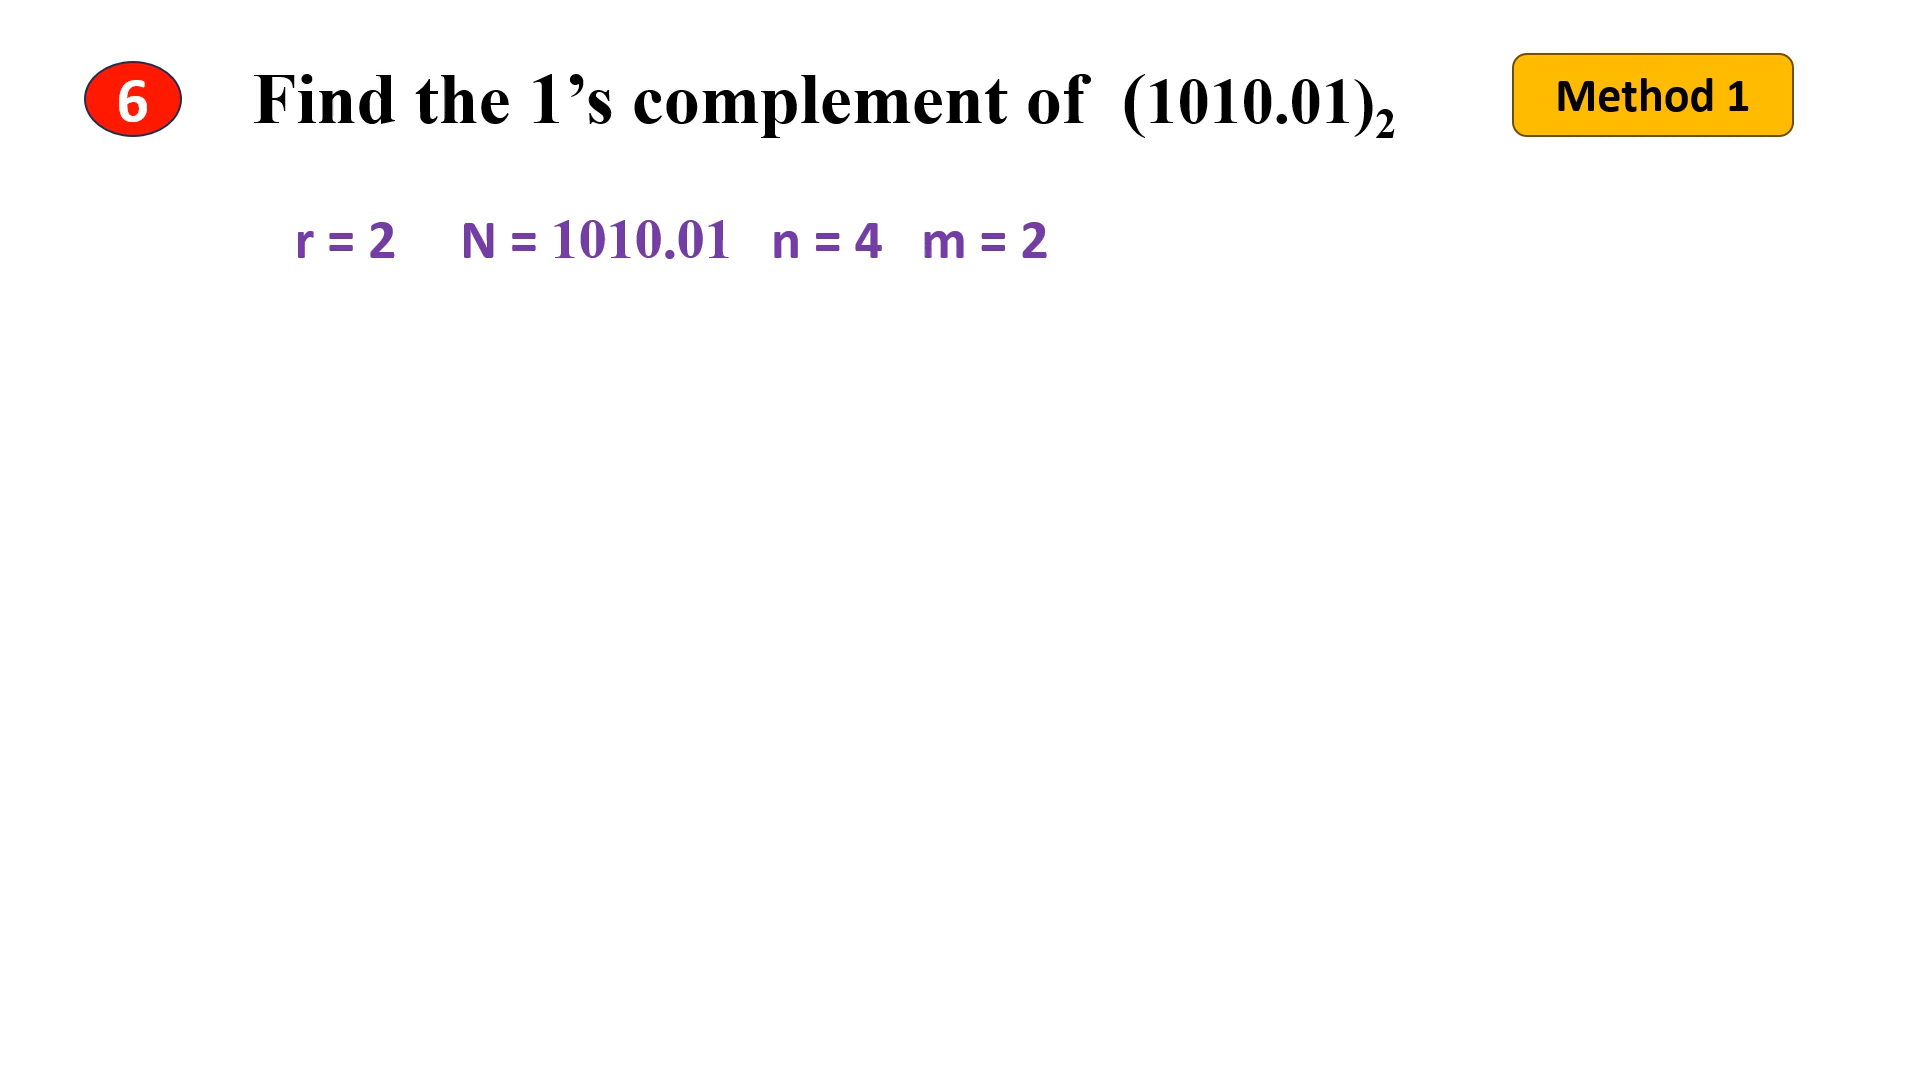 6 Find the 1’s complement of (1010.01)₂ Method 1
r = 2 N = 1010.01 n = 4 m = 2